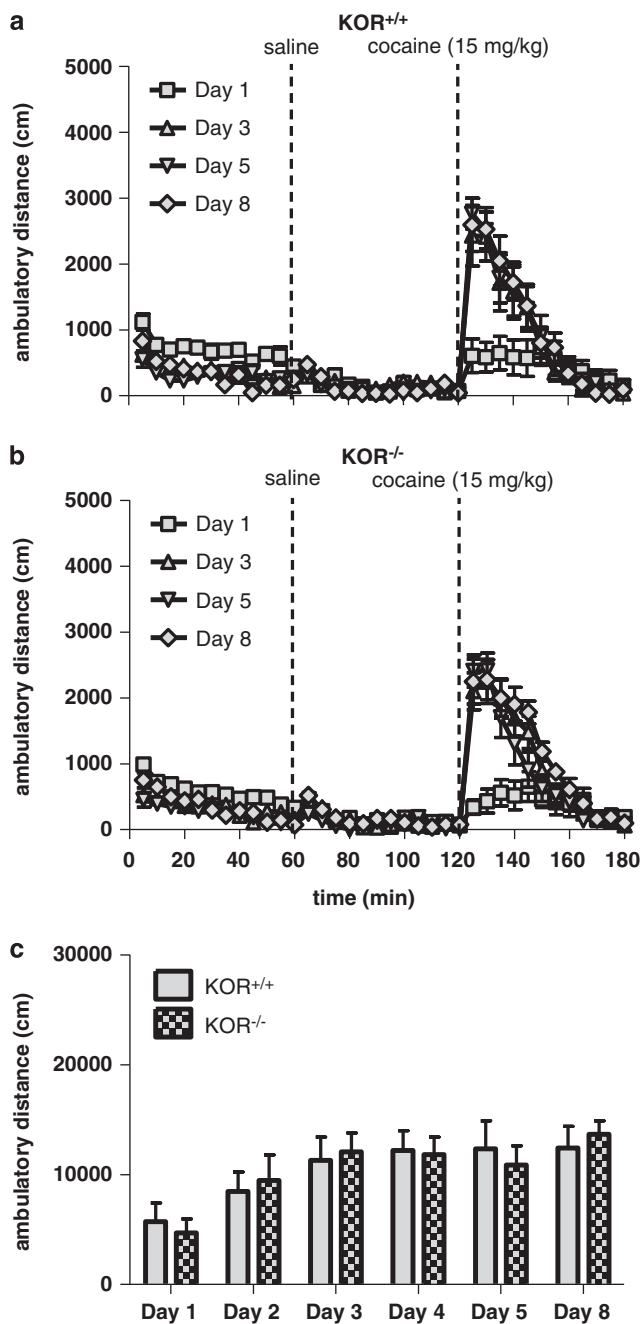 a
KOR+/+
saline cocaine (15 mg/kg)
ambulatory distance (cm)
5000
4000
3000
2000
1000
0
Day 1
Day 3
Day 5
Day 8
b
KOR-/-
saline cocaine (15 mg/kg)
ambulatory distance (cm)
5000
4000
3000
2000
1000
0
Day 1
Day 3
Day 5
Day 8
0 20 40 60 80 100 120 140 160 180
time (min)
c
ambulatory distance (cm)
30000
20000
10000
0
KOR+/+
KOR-/-
Day 1 Day 2 Day 3 Day 4 Day 5 Day 8